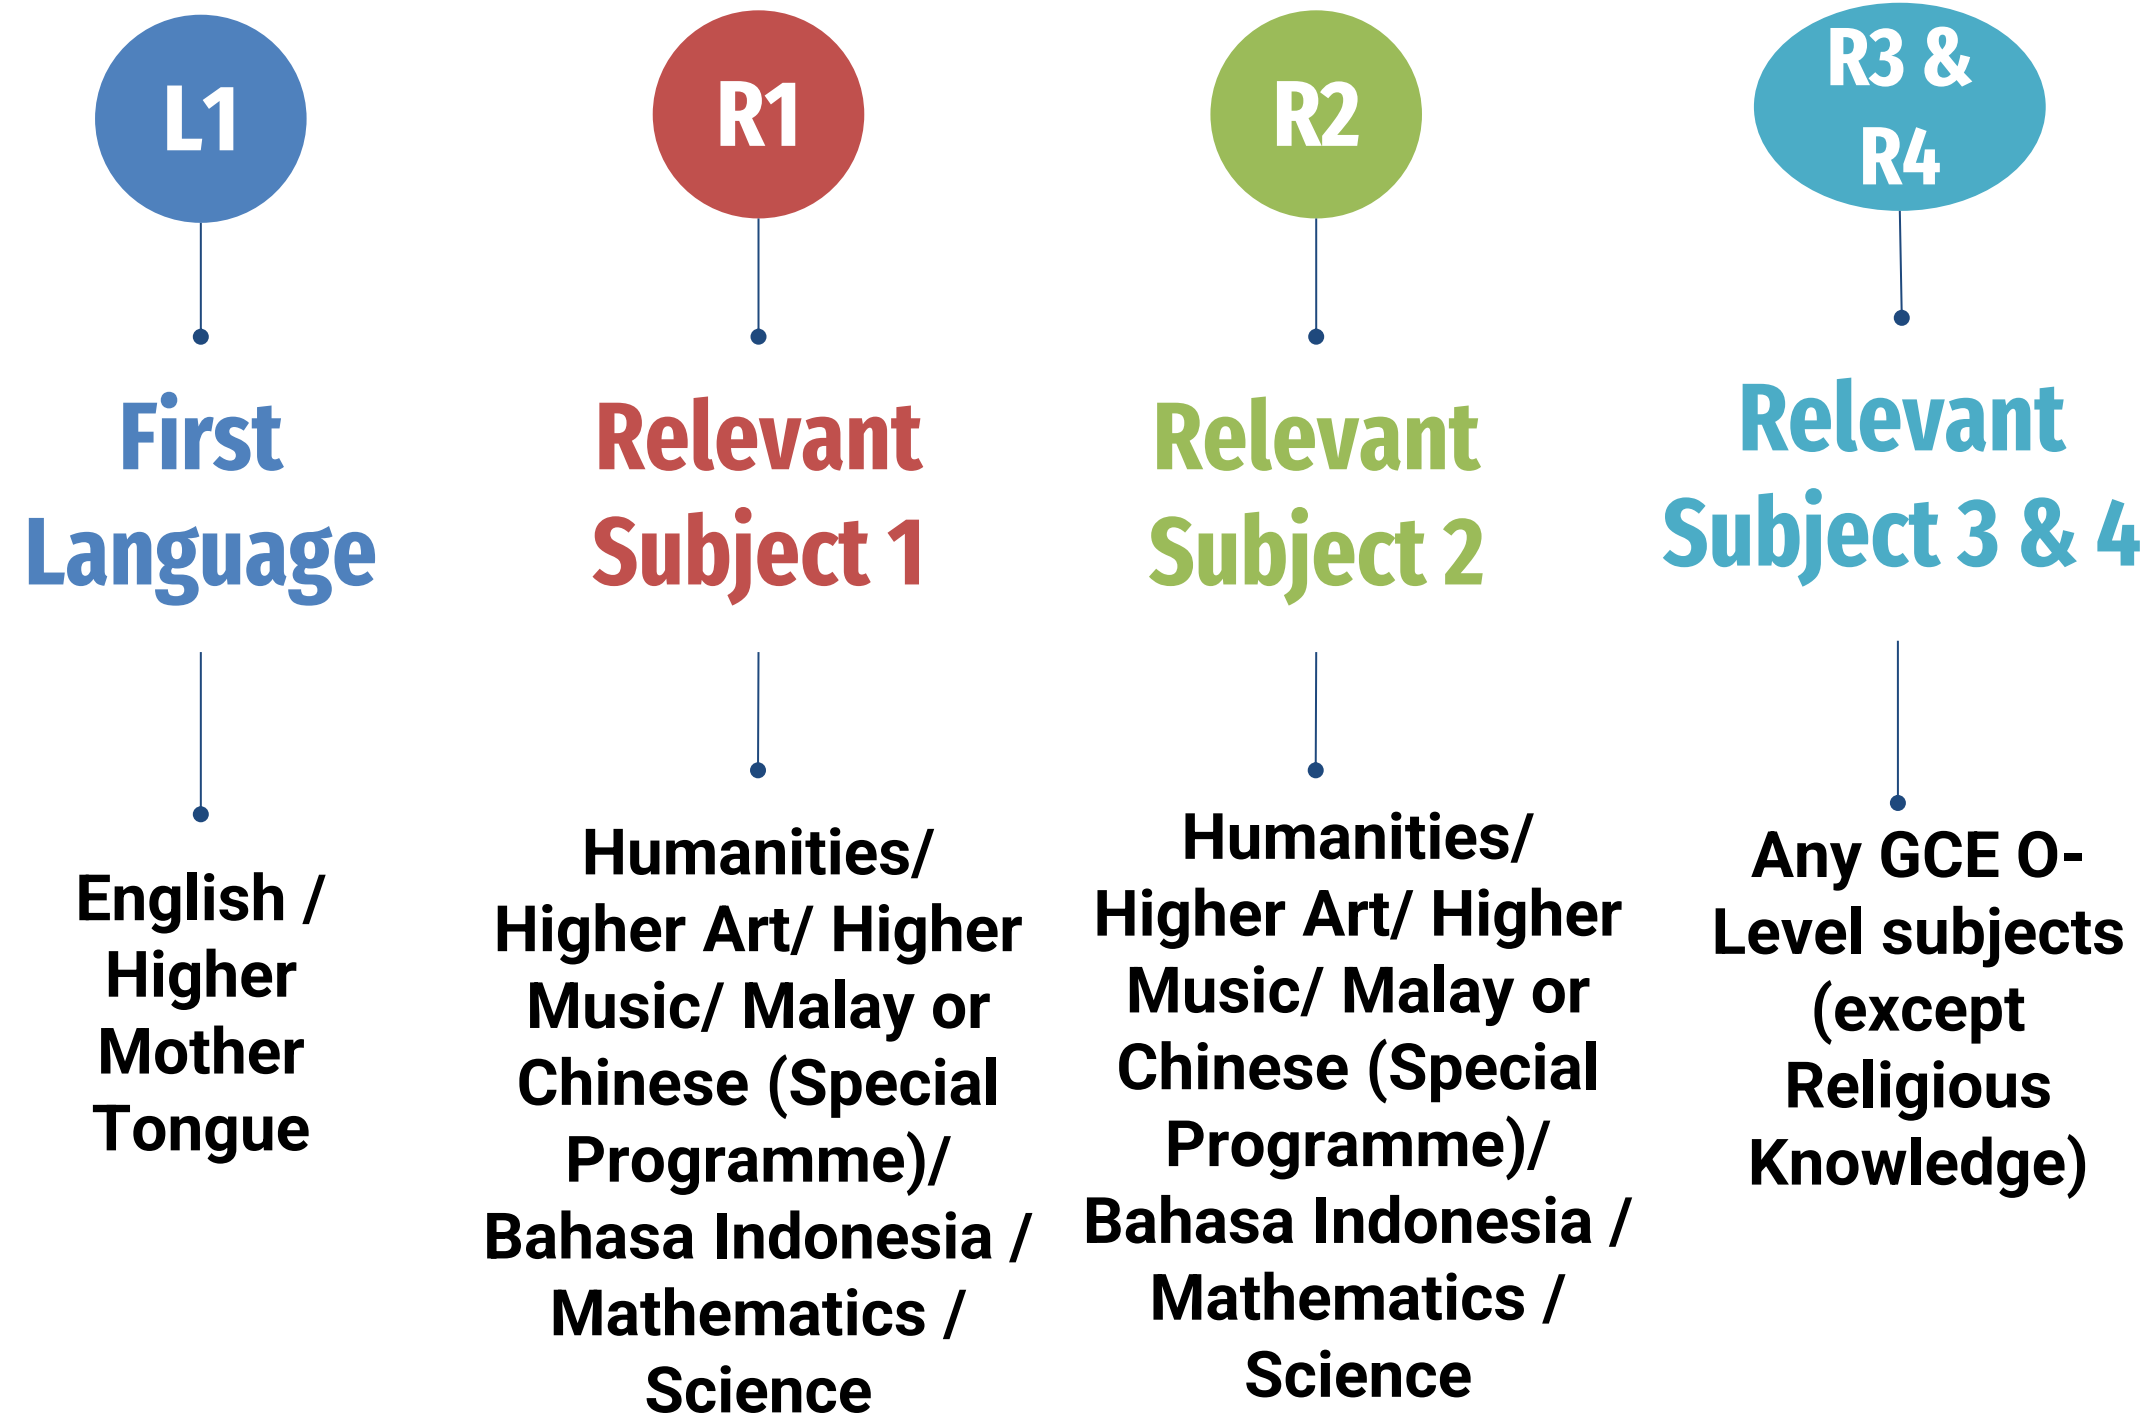 L1
First
Language
English /
Higher
Mother
Tongue
R1
Relevant
Subject 1
Humanities/
Higher Art/ Higher
Music/ Malay or
Chinese (Special
Programme)/
Bahasa Indonesia /
Mathematics /
Science
R2
Relevant
Subject 2
Humanities/
Higher Art/ Higher
Music/ Malay or
Chinese (Special
Programme)/
Bahasa Indonesia /
Mathematics /
Science
R3 &
R4
Relevant
Subject 3 & 4
Any GCE O-
Level subjects
(except
Religious
Knowledge)